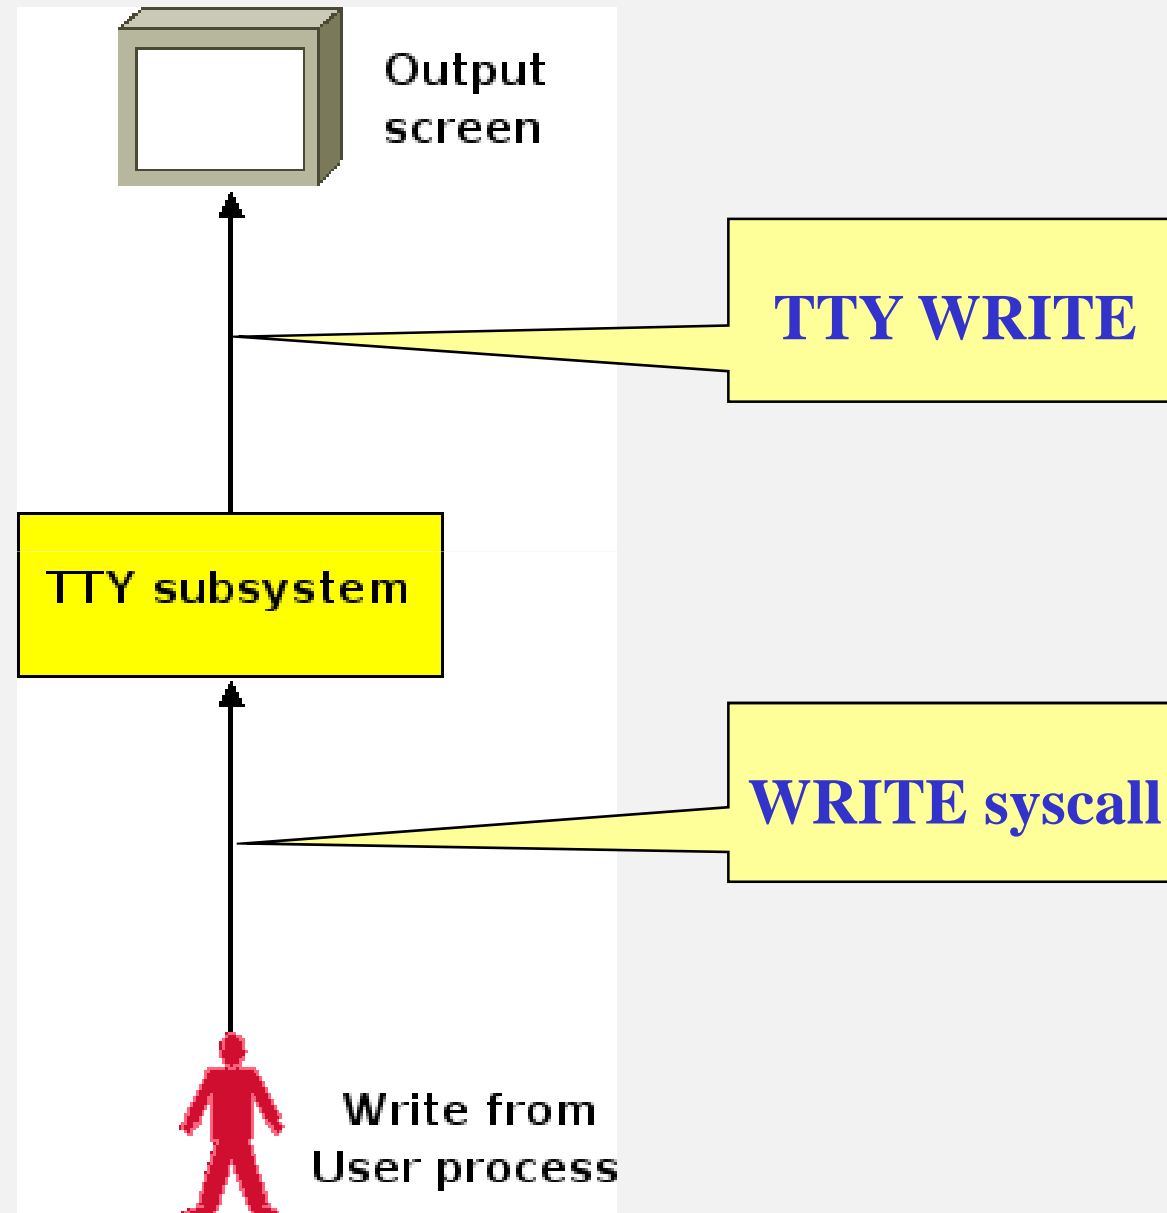 Output
screen
TTY WRITE
TTY subsystem
WRITE syscall
Write from
User process